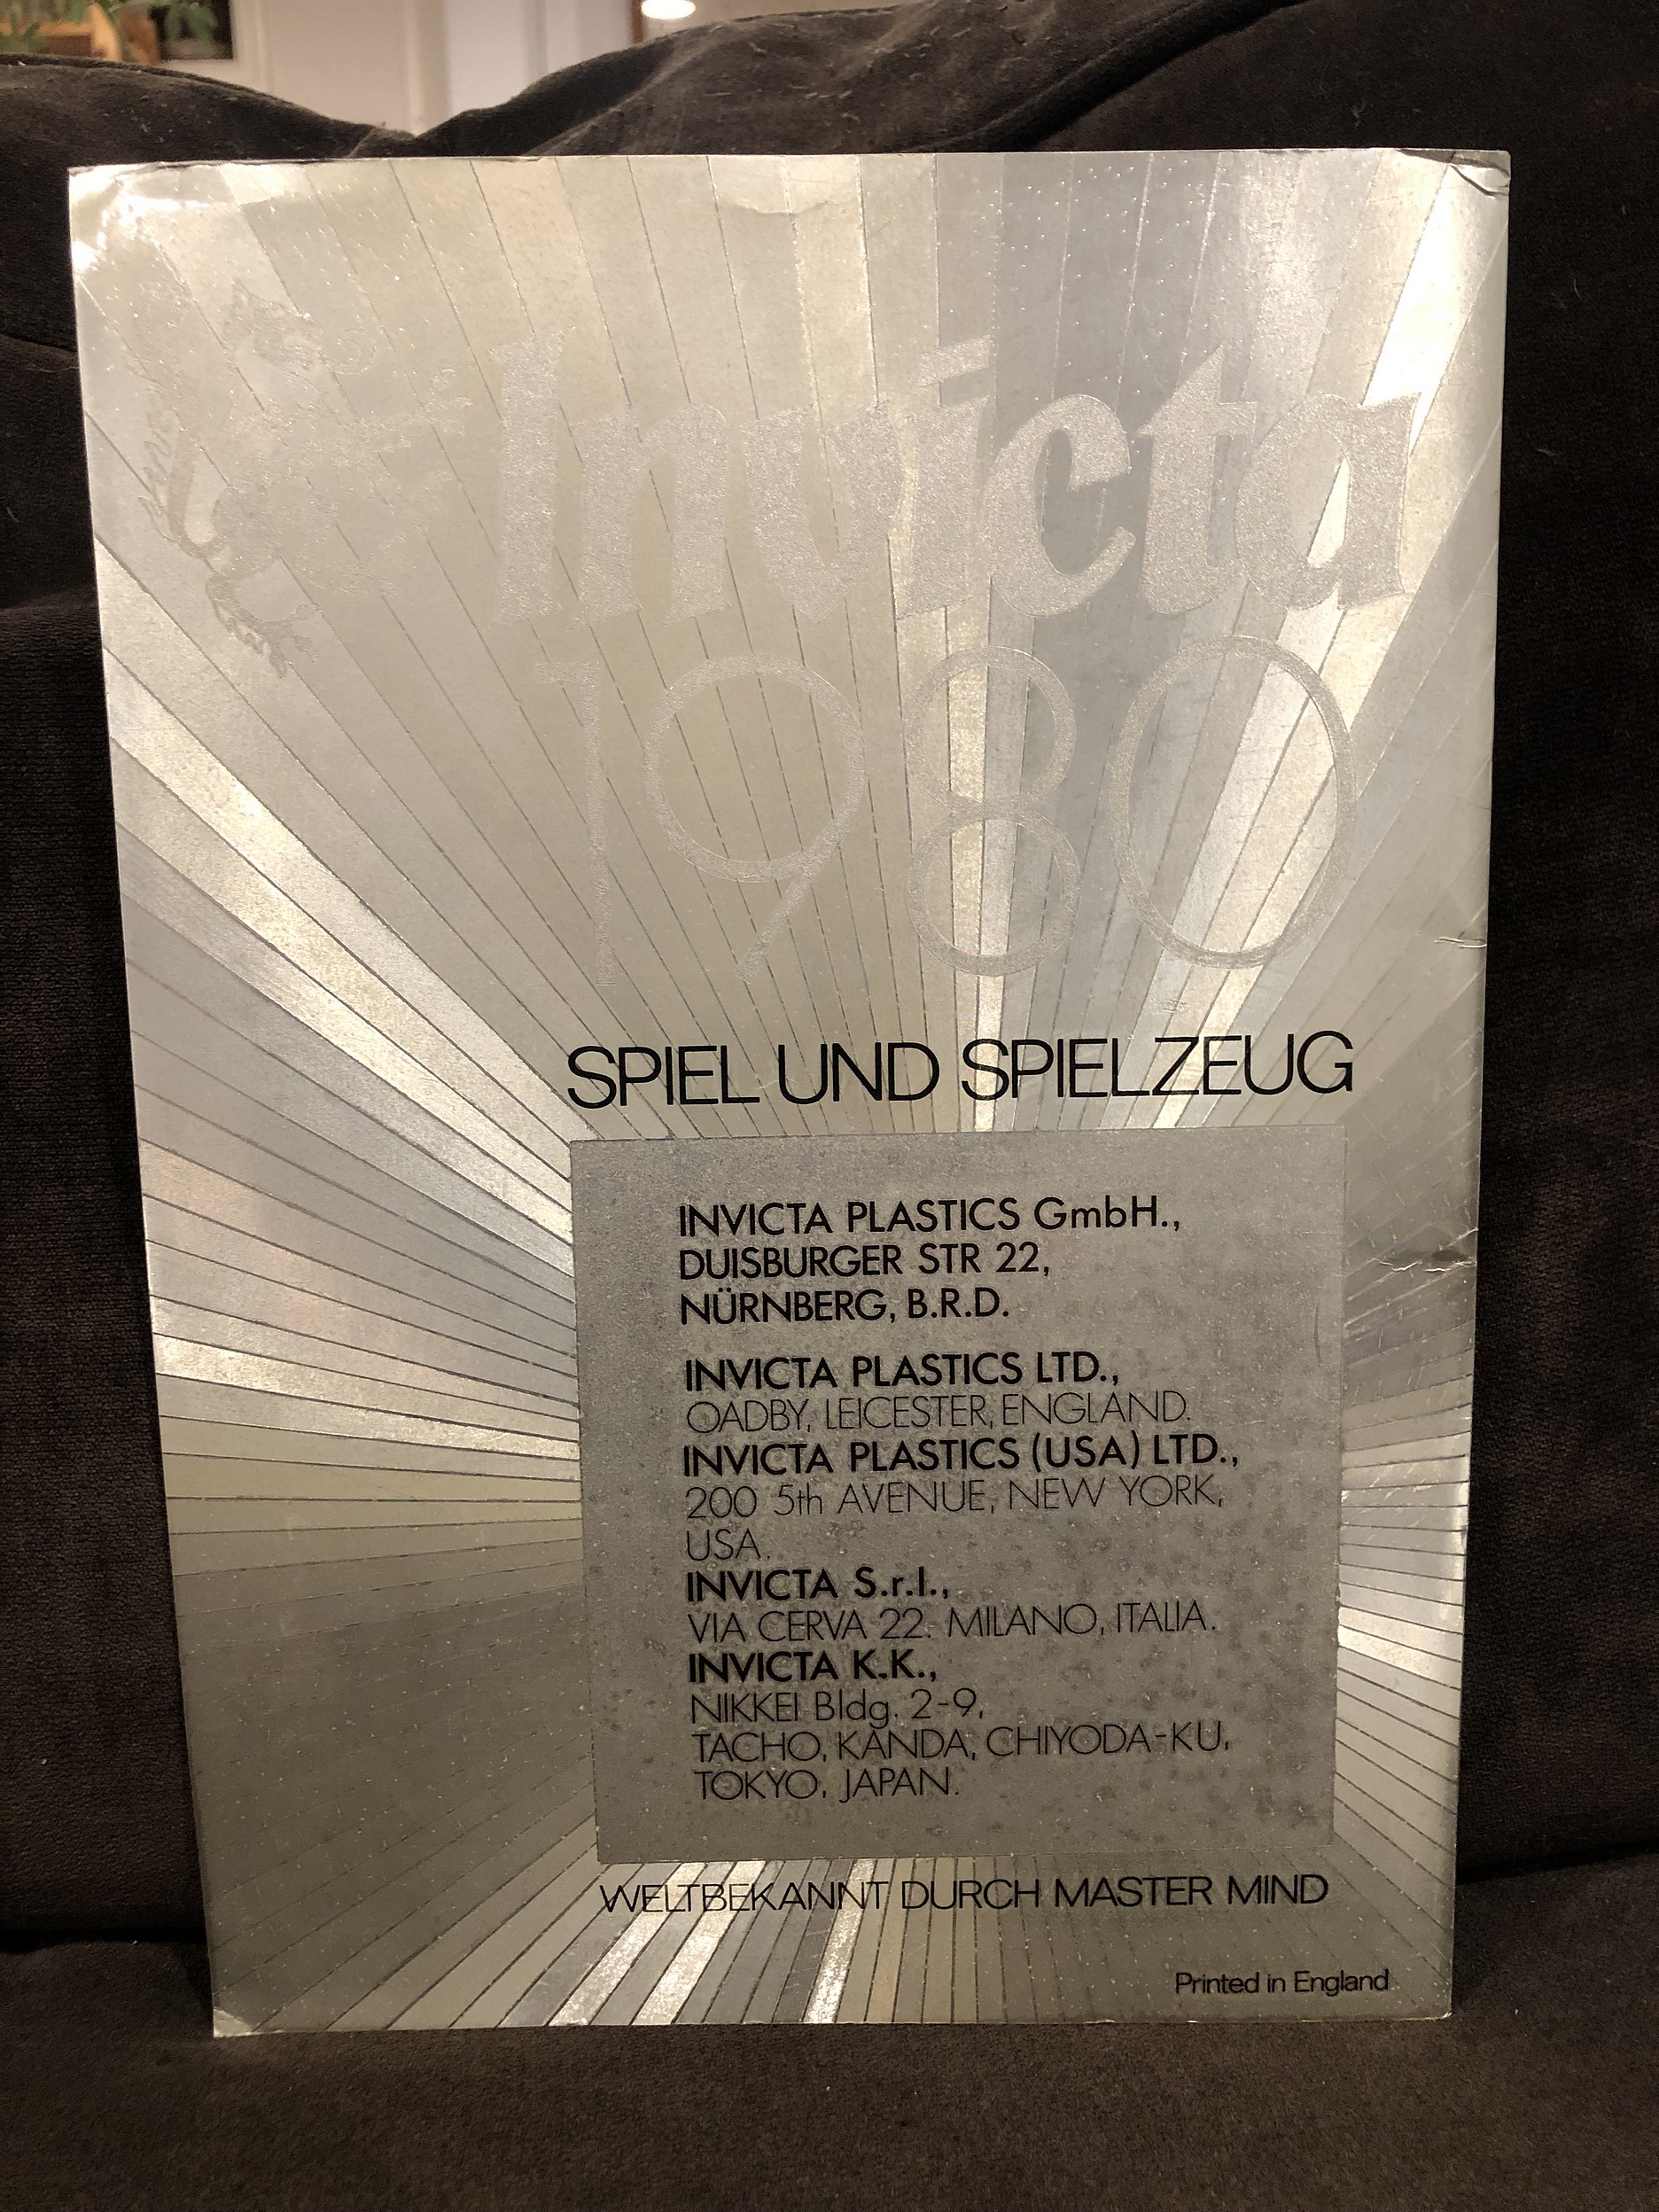 Invicta
1980
SPIEL UND SPIELZEUG
INVICTA PLASTICS GmbH.,
DUISBURGER STR 22,
NÜRNBERG, B.R.D.
INVICTA PLASTICS LTD.,
OADBY, LEICESTER, ENGLAND.
INVICTA PLASTICS (USA) LTD.,
200 5th AVENUE, NEW YORK,
USA.
INVICTA S.r.l.,
VIA CERVA 22. MILANO, ITALIA.
INVICTA K.K.,
NIKKEI Bldg. 2-9,
TACHO, KANDA, CHIYODA-KU,
TOKYO, JAPAN.
WELTBEKANNT DURCH MASTER MIND
Printed in England